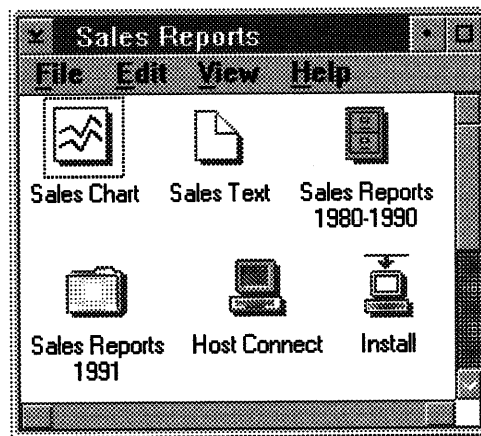 Sales Reports
File Edit View Help
Sales Chart Sales Text Sales Reports
1980-1990
Sales Reports Host Connect Install
1991